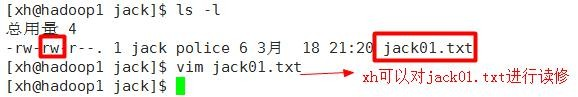 [xh@hadoop1 jack]$ ls -l
总用量 4
-rw-rw-r--. 1 jack police 6 3月  18 21:20 jack01.txt
[xh@hadoop1 jack]$ vim jack01.txt xh可以对jack01.txt进行读修
[xh@hadoop1 jack]$